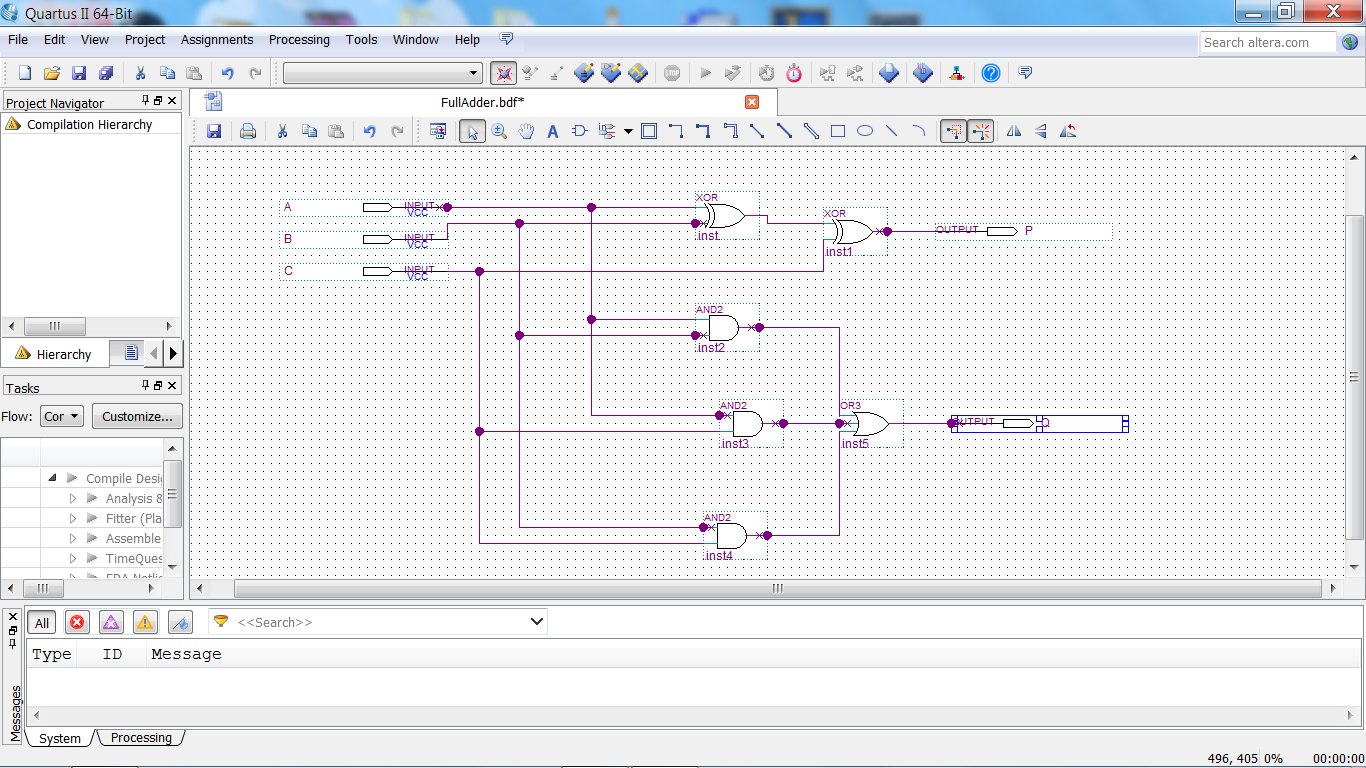 Quartus II 64-Bit
File Edit View Project Assignments Processing Tools Window Help
Search altera.com
STOP
Project Navigator
FullAdder.bdf*
Compilation Hierarchy
A
A INPUT VCC
B INPUT VCC
C INPUT VCC
XOR
inst
XOR
inst1
OUTPUT P
AND2
inst2
AND2
inst3
OR3
inst5
OUTPUT Q
AND2
inst4
Hierarchy
Tasks
Flow: Cor Customize...
Compile Desi
Analysis &
Fitter (Pla
Assemble
TimeQues
All <<Search>>
Type ID Message
Messages
System Processing
496, 405 0% 00:00:00